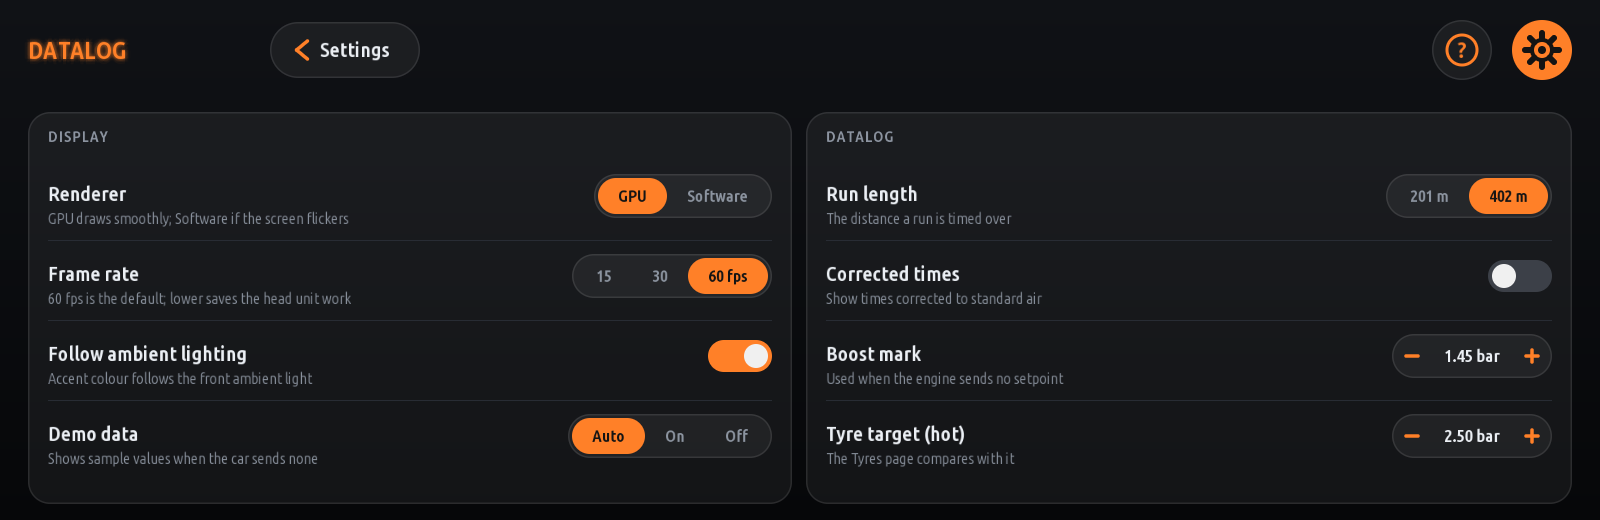 DATALOG
Settings
?
DISPLAY
Renderer
GPU Software
GPU draws smoothly; Software if the screen flickers
Frame rate
15 30 60 fps
60 fps is the default; lower saves the head unit work
Follow ambient lighting
Accent colour follows the front ambient light
Demo data
Auto On Off
Shows sample values when the car sends none
DATALOG
Run length
201 m 402 m
The distance a run is timed over
Corrected times
Show times corrected to standard air
Boost mark
− 1.45 bar +
Used when the engine sends no setpoint
Tyre target (hot)
− 2.50 bar +
The Tyres page compares with it